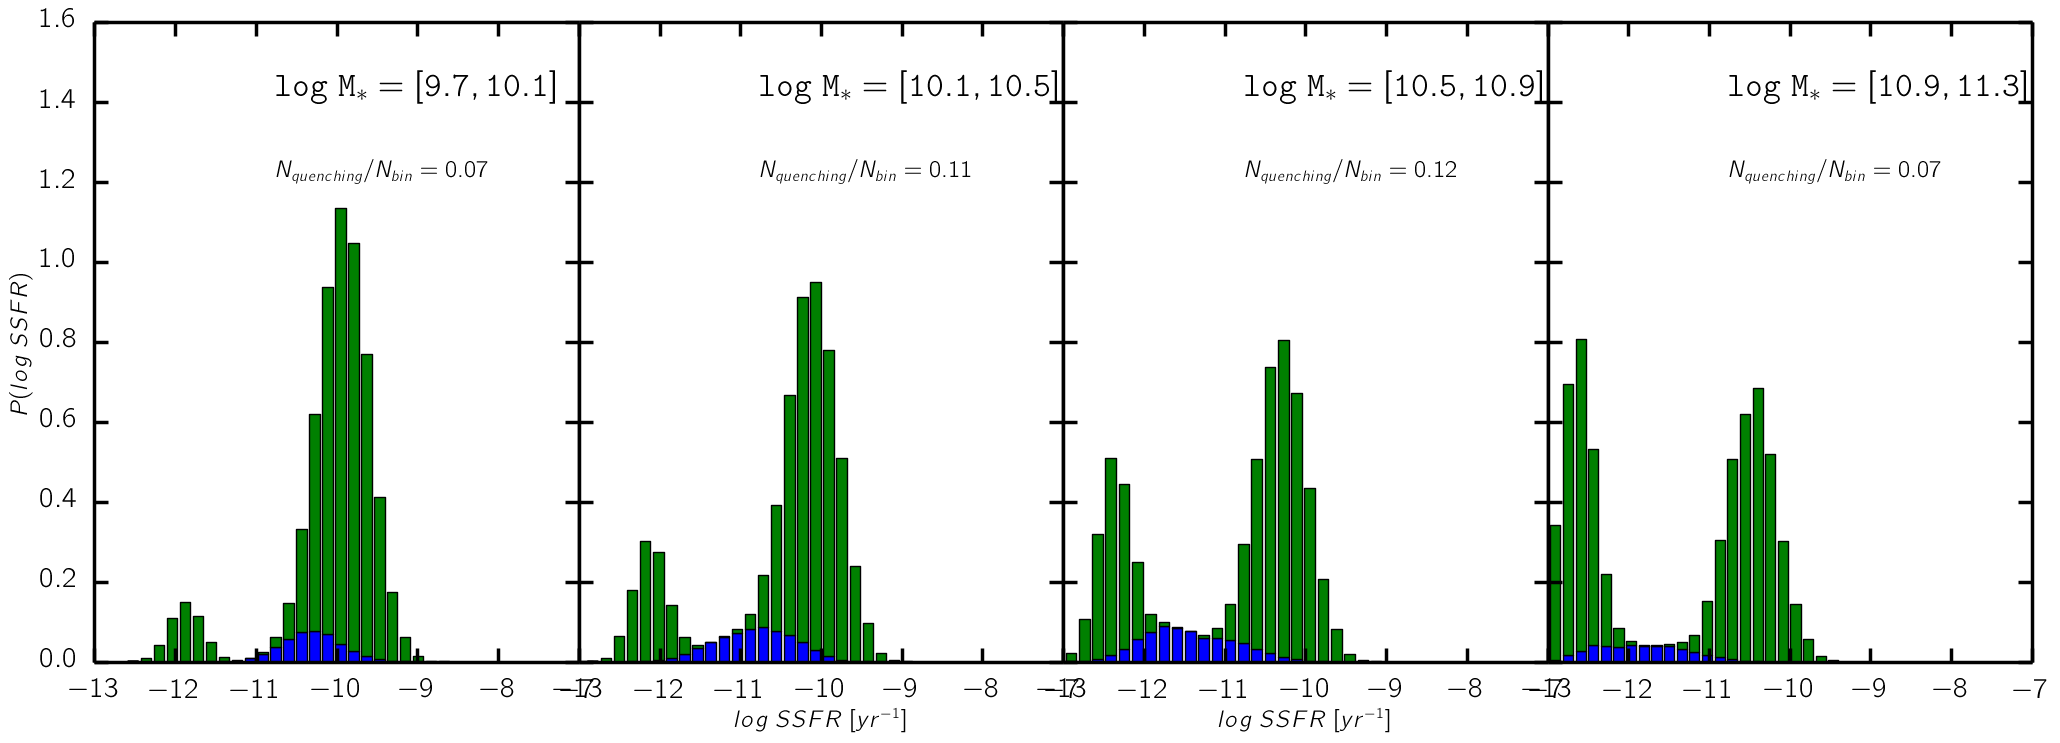 1.6
1.4
1.2
1.0
0.8
0.6
0.4
0.2
0.0
P(log SSFR)
log M* = [9.7, 10.1]
N_quenching/N_bin = 0.07
log M* = [10.1, 10.5]
N_quenching/N_bin = 0.11
log M* = [10.5, 10.9]
N_quenching/N_bin = 0.12
log M* = [10.9, 11.3]
N_quenching/N_bin = 0.07
−13 −12 −11 −10 −9 −8 −7
−13 −12 −11 −10 −9 −8 −7
−13 −12 −11 −10 −9 −8 −7
−13 −12 −11 −10 −9 −8 −7
log SSFR [yr⁻¹]
log SSFR [yr⁻¹]